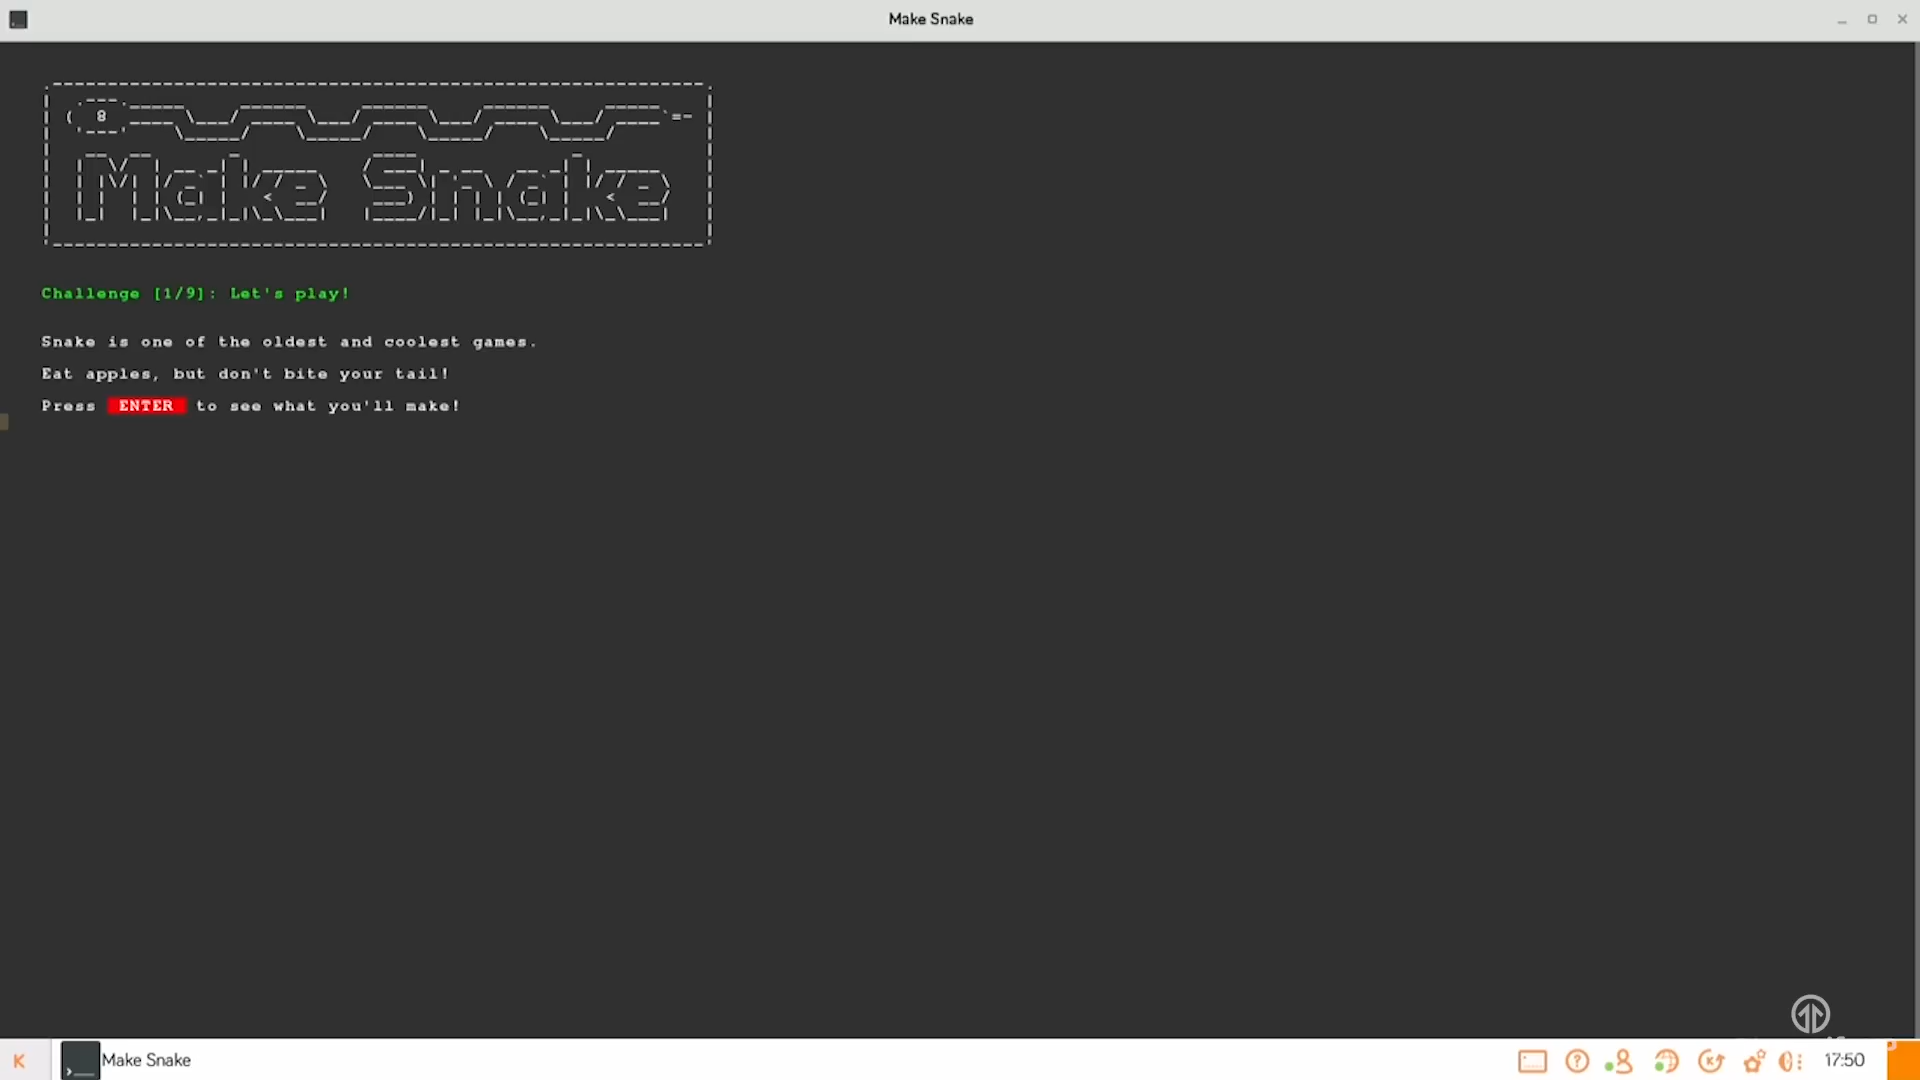 Make Snake
8
Make Snake
Challenge [1/9]: Let's play!
Snake is one of the oldest and coolest games.
Eat apples, but don't bite your tail!
Press ENTER to see what you'll make!
K
Make Snake
17:50